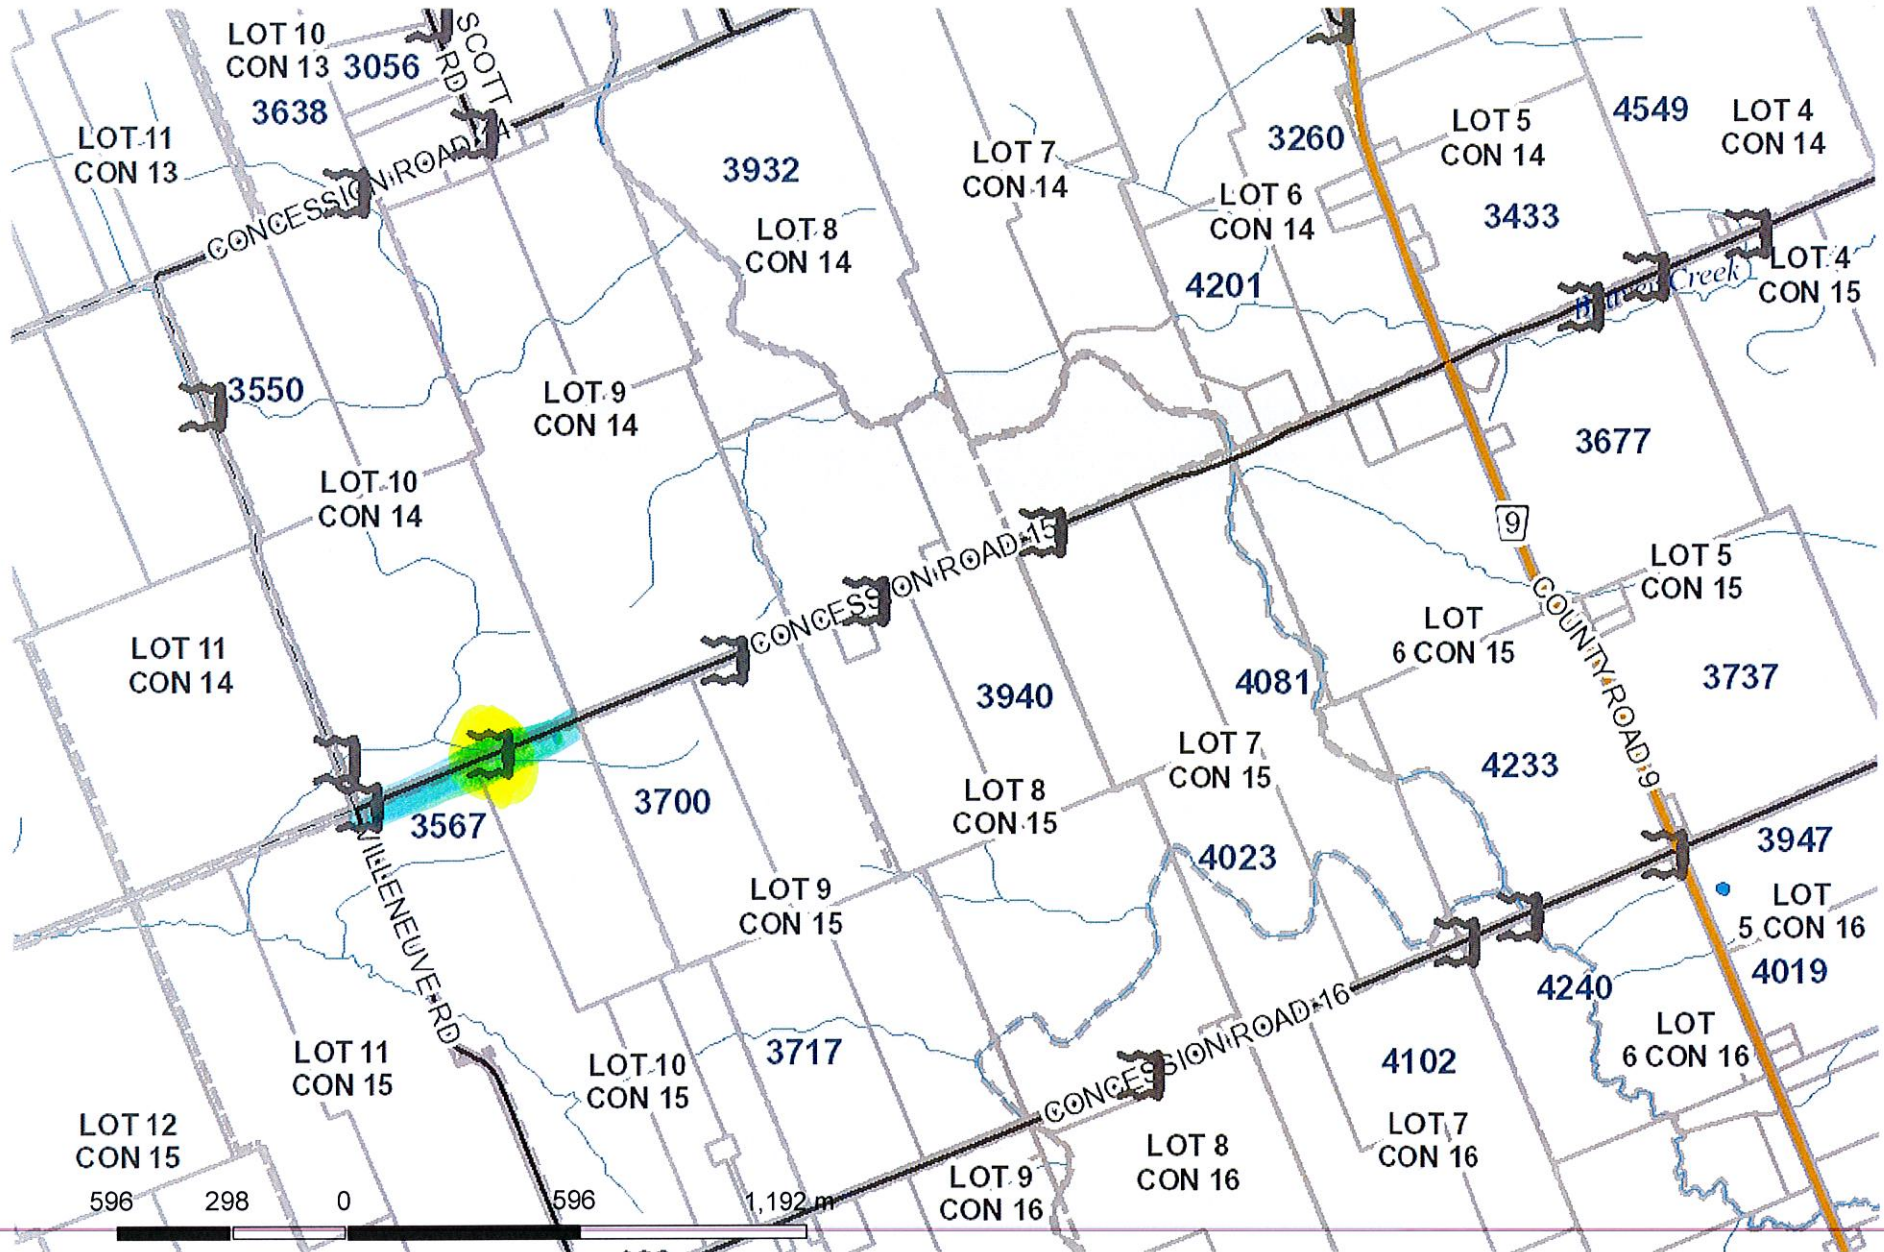 LOT 10
CON 13
3056
SCOTT
RD
3638
LOT 11
CON 13
CONCESSION ROAD 14
3932
LOT 7
CON 14
3260
LOT 5
CON 14
4549
LOT 4
CON 14
LOT 6
CON 14
3433
LOT 8
CON 14
4201
LOT 4
CON 15
Creek
3550
LOT 9
CON 14
3677
LOT 10
CON 14
9
CONCESSION ROAD 15
LOT 5
CON 15
COUNTY ROAD 9
LOT
6 CON 15
LOT 11
CON 14
3940
4081
3737
LOT 7
CON 15
4233
3700
3567
LOT 8
CON 15
3947
VILLENEUVE RD
4023
LOT 9
CON 15
LOT
5 CON 16
4240
4019
CONCESSION ROAD 16
LOT 11
CON 15
LOT 10
CON 15
3717
4102
LOT
6 CON 16
LOT 12
CON 15
LOT 7
CON 16
LOT 8
CON 16
LOT 9
CON 16
596 298 0 596 1,192 m